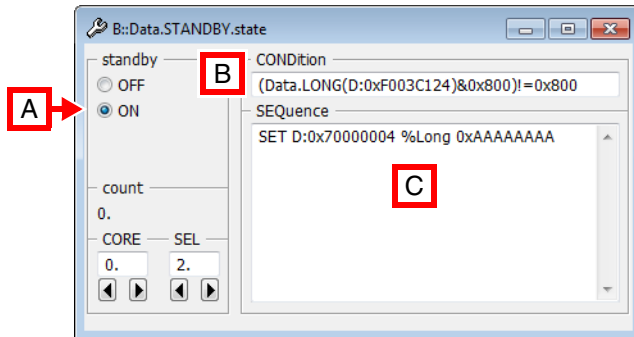 B::Data.STANDBY.state
standby
OFF
ON
A
B
CONDition
(Data.LONG(D:0xF003C124)&0x800)!=0x800
SEQuence
SET D:0x70000004 %Long 0xAAAAAAAA
C
count
0.
CORE SEL
0. 2.